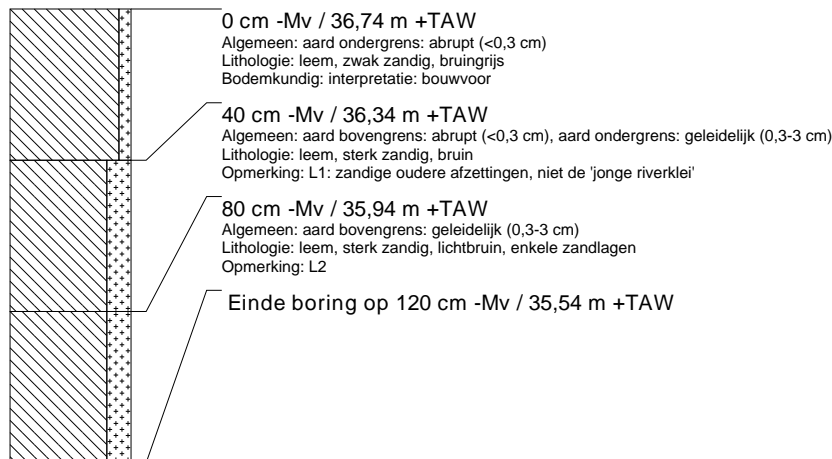 0 cm -Mv / 36,74 m +TAW
Algemeen: aard ondergrens: abrupt (<0,3 cm)
Lithologie: leem, zwak zandig, bruingrijs
Bodemkundig: interpretatie: bouwvoor
40 cm -Mv / 36,34 m +TAW
Algemeen: aard bovengrens: abrupt (<0,3 cm), aard ondergrens: geleidelijk (0,3-3 cm)
Lithologie: leem, sterk zandig, bruin
Opmerking: L1: zandige oudere afzettingen, niet de 'jonge riverklei'
80 cm -Mv / 35,94 m +TAW
Algemeen: aard bovengrens: geleidelijk (0,3-3 cm)
Lithologie: leem, sterk zandig, lichtbruin, enkele zandlagen
Opmerking: L2
Einde boring op 120 cm -Mv / 35,54 m +TAW